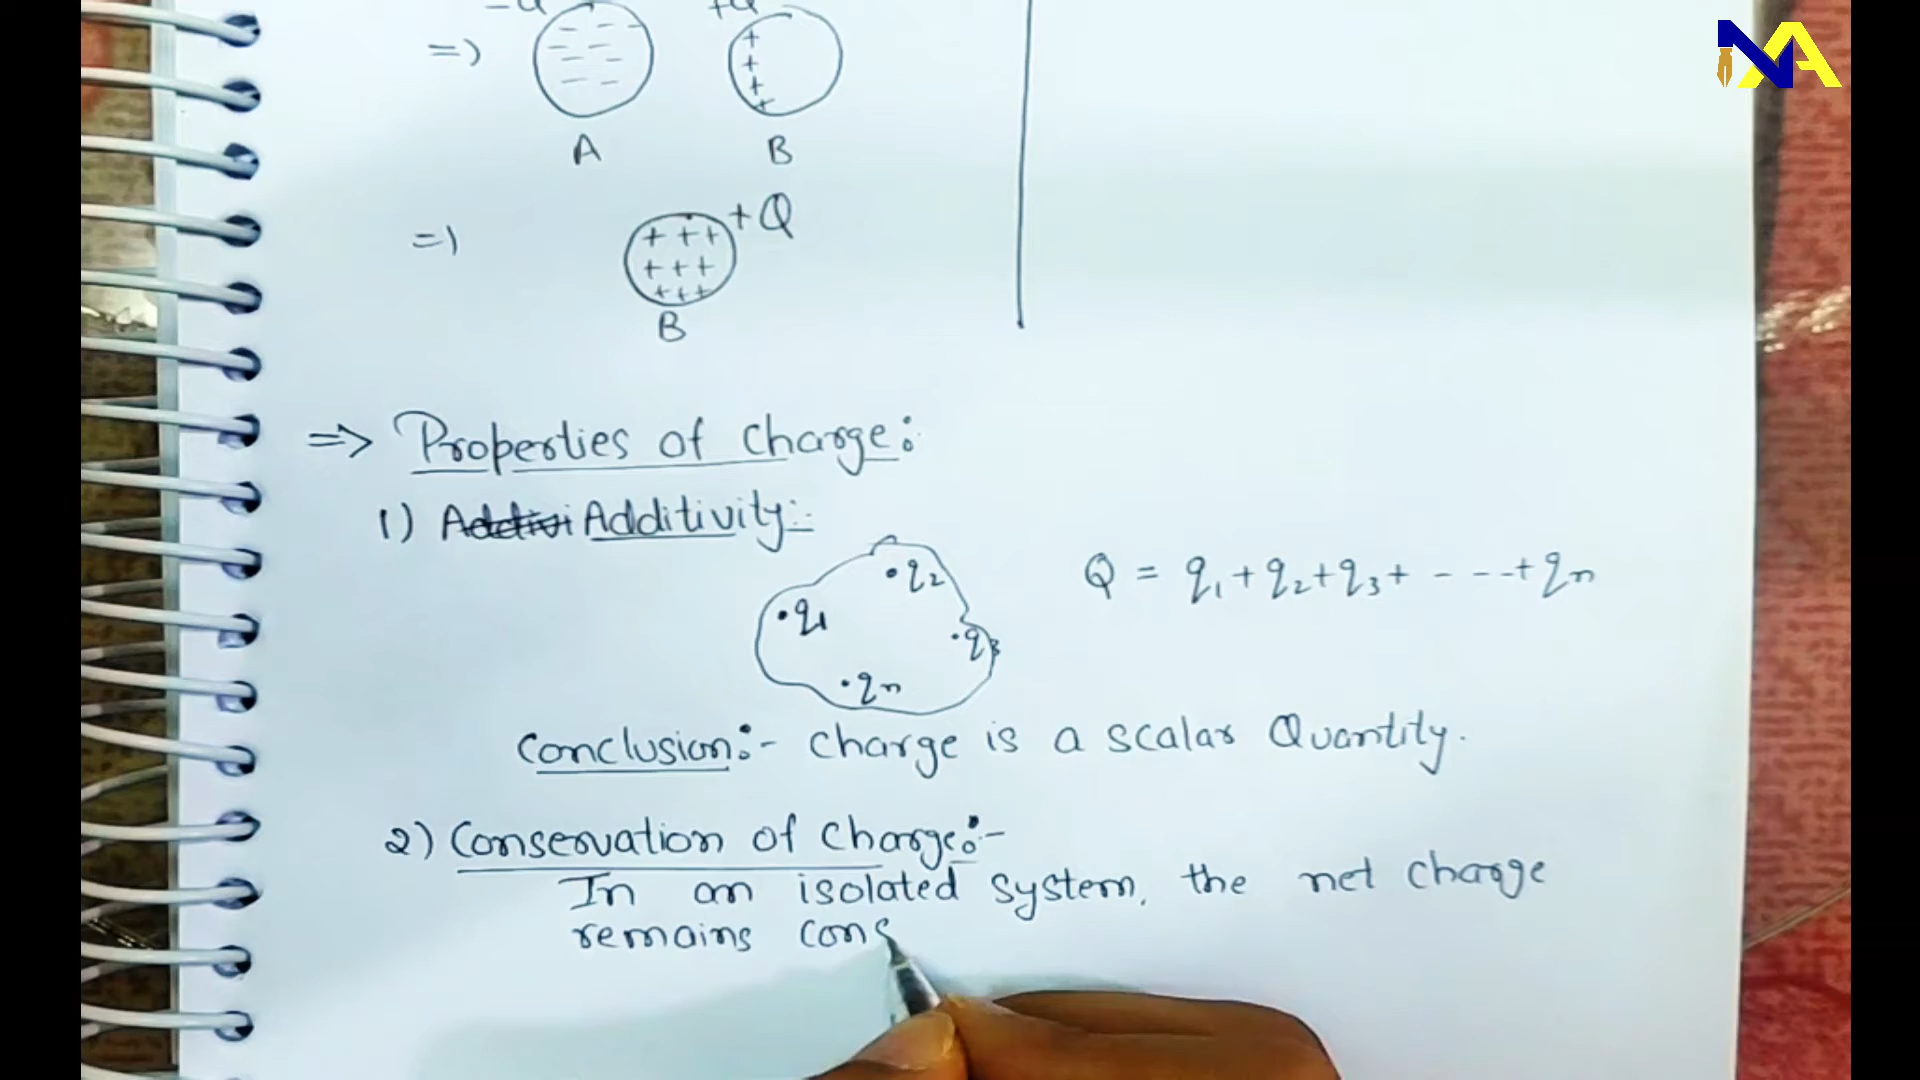 -Q +Q
=)
A B
=) +Q
B
=> Properties of Charge:
1) Additivity:-
q2
q1
q3
qn
Q = q1 + q2 + q3 + - - - + qn
Conclusion:- Charge is a scalar Quantity.
2) Conservation of Charge:-
In an isolated system, the net charge
remains cons
NA